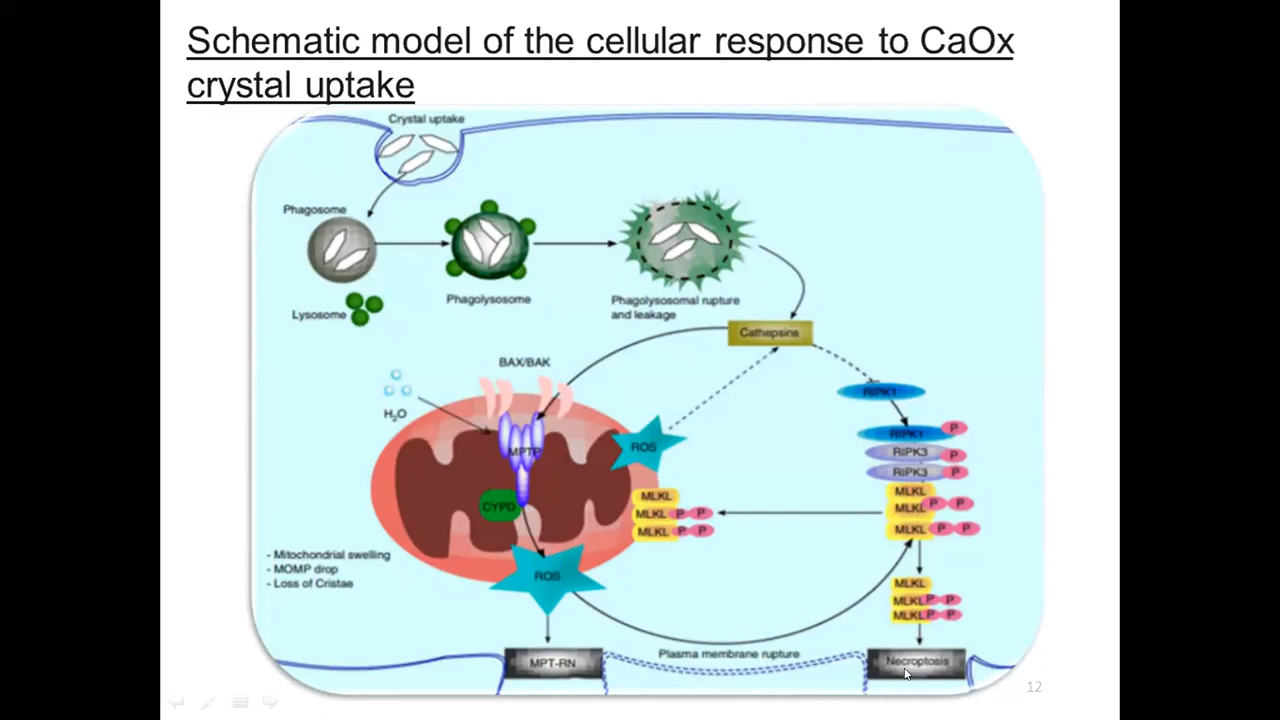 Schematic model of the cellular response to CaOx
crystal uptake
Crystal uptake
Phagosome
Lysosome
Phagolysosome
Phagolysosomal rupture
and leakage
Cathepsins
BAX/BAK
H₂O
MPTP
CYPD
ROS
ROS
RIPK1
RIPK1 P
RIPK3 P
RIPK3 P
MLKL
MLKL P P
MLKL P P
MLKL
MLKL P P
MLKL P P
MLKL
MLKL P P
MLKL P P
- Mitochondrial swelling
- MOMP drop
- Loss of Cristae
MPT-RN
Plasma membrane rupture
Necroptosis
12